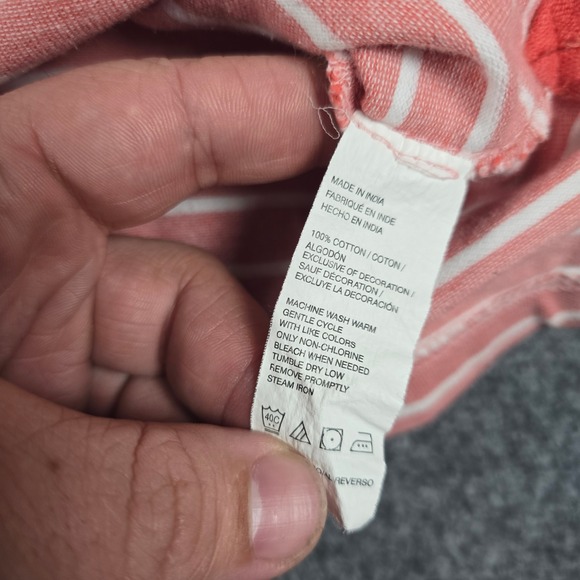 MADE IN INDIA
FABRIQUÉ EN INDE
HECHO EN INDIA
100% COTTON / COTON /
ALGODÓN
EXCLUSIVE OF DECORATION /
SAUF DÉCORATION /
EXCLUYE LA DECORACIÓN
MACHINE WASH WARM
GENTLE CYCLE
WITH LIKE COLORS
ONLY NON-CHLORINE
BLEACH WHEN NEEDED
TUMBLE DRY LOW
REMOVE PROMPTLY
STEAM IRON
40C
REVERSO